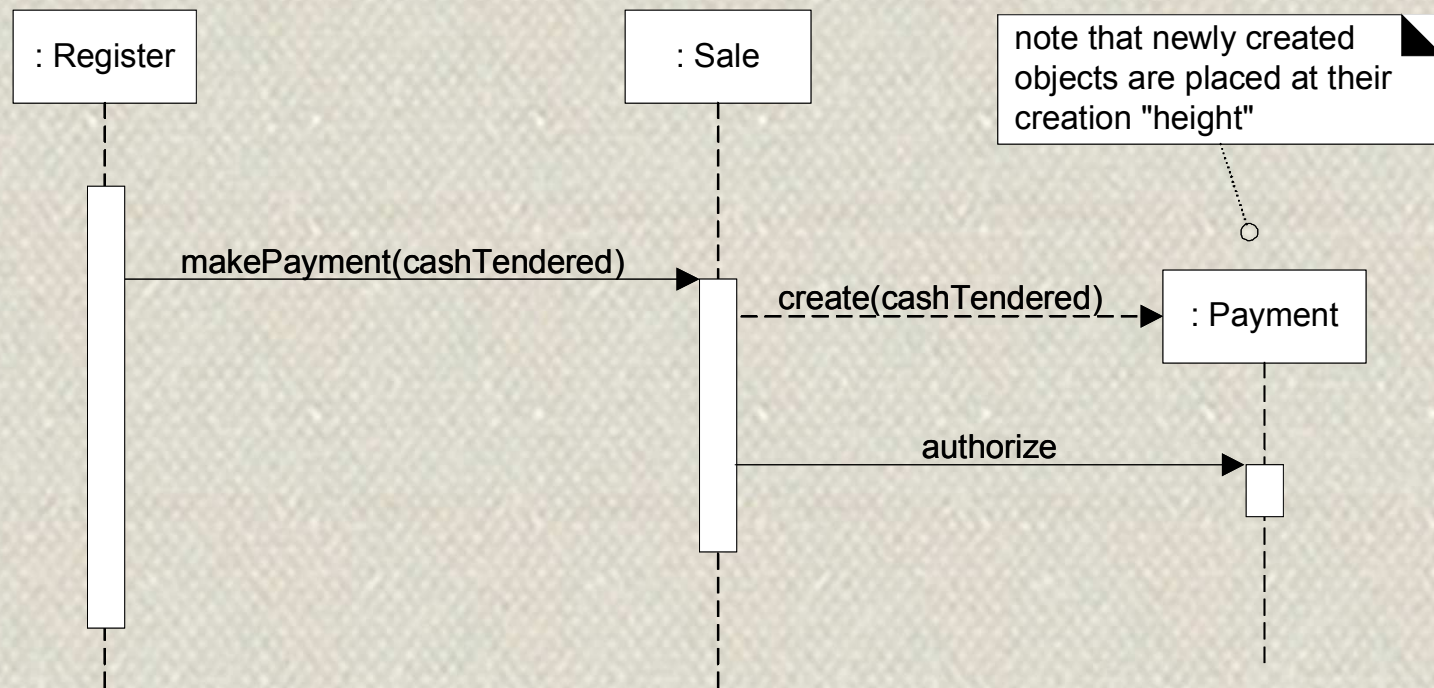 : Register
: Sale
note that newly created
objects are placed at their
creation "height"
makePayment(cashTendered)
create(cashTendered)
: Payment
authorize